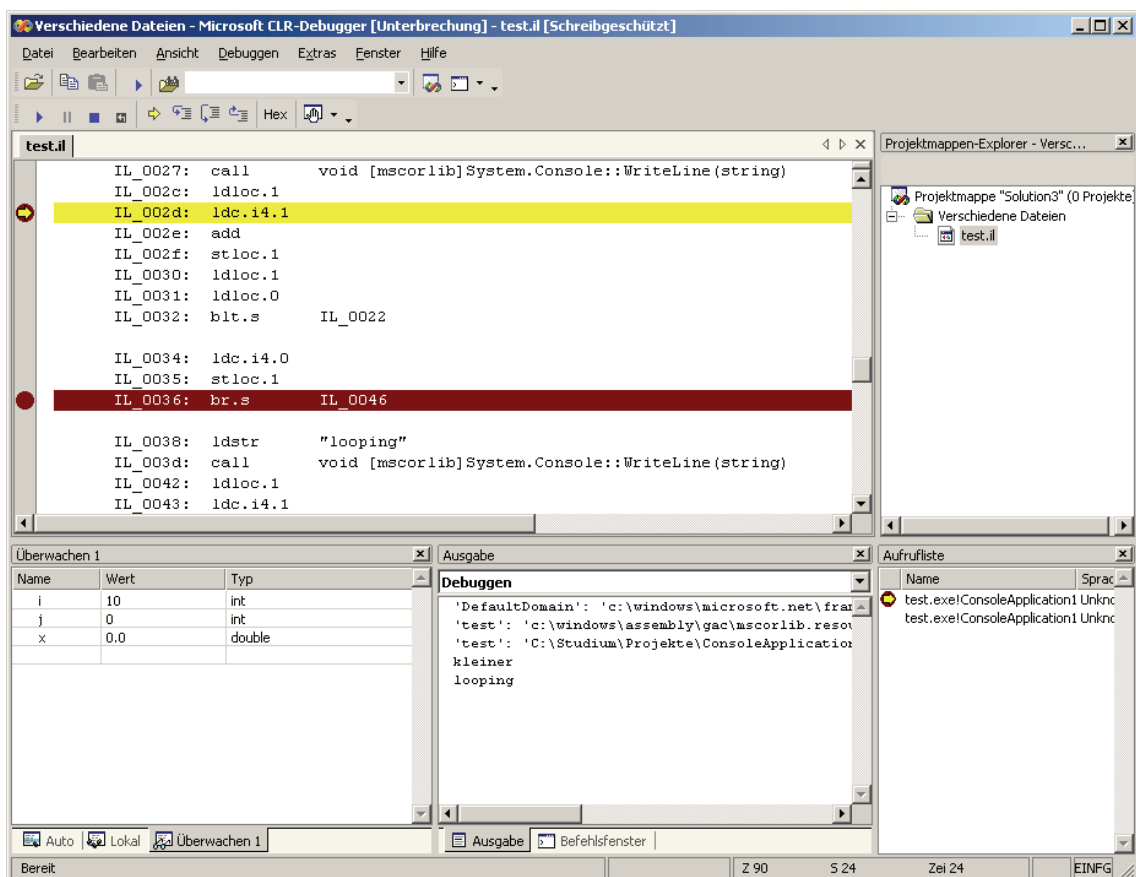 Verschiedene Dateien - Microsoft CLR-Debugger [Unterbrechung] - test.il [Schreibgeschützt]
Datei Bearbeiten Ansicht Debuggen Extras Fenster Hilfe
Hex
test.il
IL_0027: call void [mscorlib]System.Console::WriteLine(string)
IL_002c: ldloc.1
IL_002d: ldc.i4.1
IL_002e: add
IL_002f: stloc.1
IL_0030: ldloc.1
IL_0031: ldloc.0
IL_0032: blt.s IL_0022
IL_0034: ldc.i4.0
IL_0035: stloc.1
IL_0036: br.s IL_0046
IL_0038: ldstr "looping"
IL_003d: call void [mscorlib]System.Console::WriteLine(string)
IL_0042: ldloc.1
IL_0043: ldc.i4.1
Projektmappen-Explorer - Versc...
Projektmappe "Solution3" (0 Projekte)
Verschiedene Dateien
test.il
Überwachen 1
Name Wert Typ
i 10 int
j 0 int
x 0.0 double
Auto Lokal Überwachen 1
Ausgabe
Debuggen
'DefaultDomain': 'c:\windows\microsoft.net\fram
'test': 'c:\windows\assembly\gac\mscorlib.resou
'test': 'C:\Studium\Projekte\ConsoleApplication
kleiner
looping
Ausgabe Befehlsfenster
Aufrufliste
Name Sprac
test.exe!ConsoleApplication1 Unkno
test.exe!ConsoleApplication1 Unkno
Bereit Z 90 S 24 Zei 24 EINFG